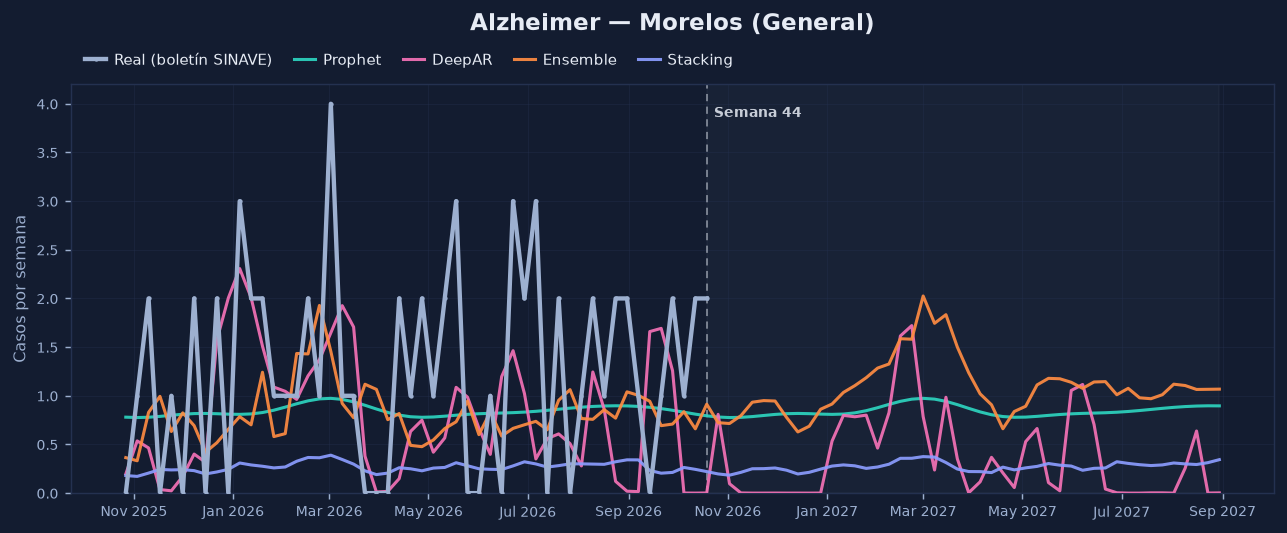 Alzheimer — Morelos (General)
Real (boletín SINAVE) Prophet DeepAR Ensemble Stacking
Semana 44
Casos por semana
4.0
3.5
3.0
2.5
2.0
1.5
1.0
0.5
0.0
Nov 2025 Jan 2026 Mar 2026 May 2026 Jul 2026 Sep 2026 Nov 2026 Jan 2027 Mar 2027 May 2027 Jul 2027 Sep 2027